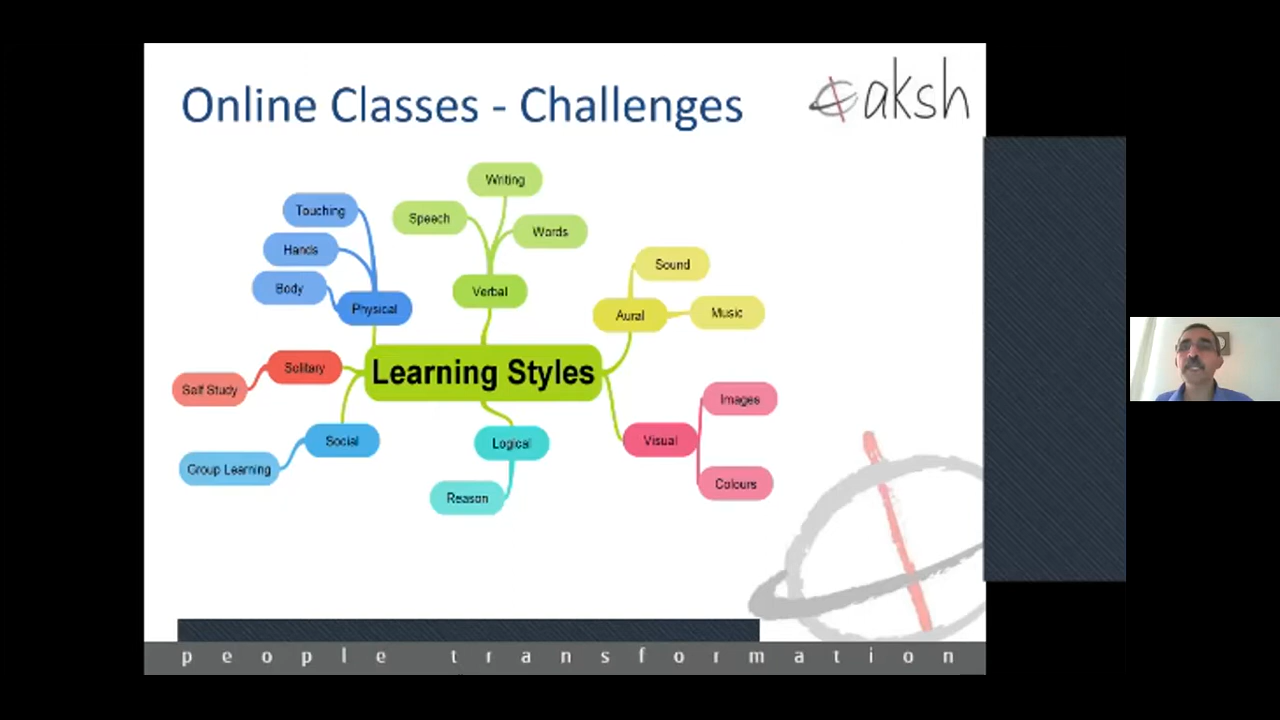 Online Classes - Challenges
aksh
Writing
Touching
Speech
Words
Hands
Sound
Body
Verbal
Physical
Aural
Music
Solitary
Learning Styles
Self Study
Images
Social
Logical
Visual
Group Learning
Reason
Colours
people transformation